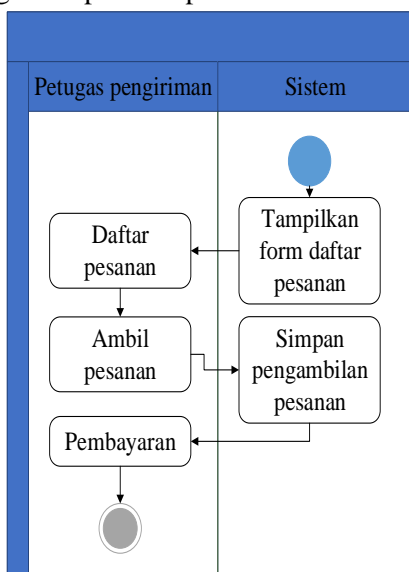 Petugas pengiriman
Sistem
Tampilkan
form daftar
pesanan
Daftar
pesanan
Ambil
pesanan
Simpan
pengambilan
pesanan
Pembayaran